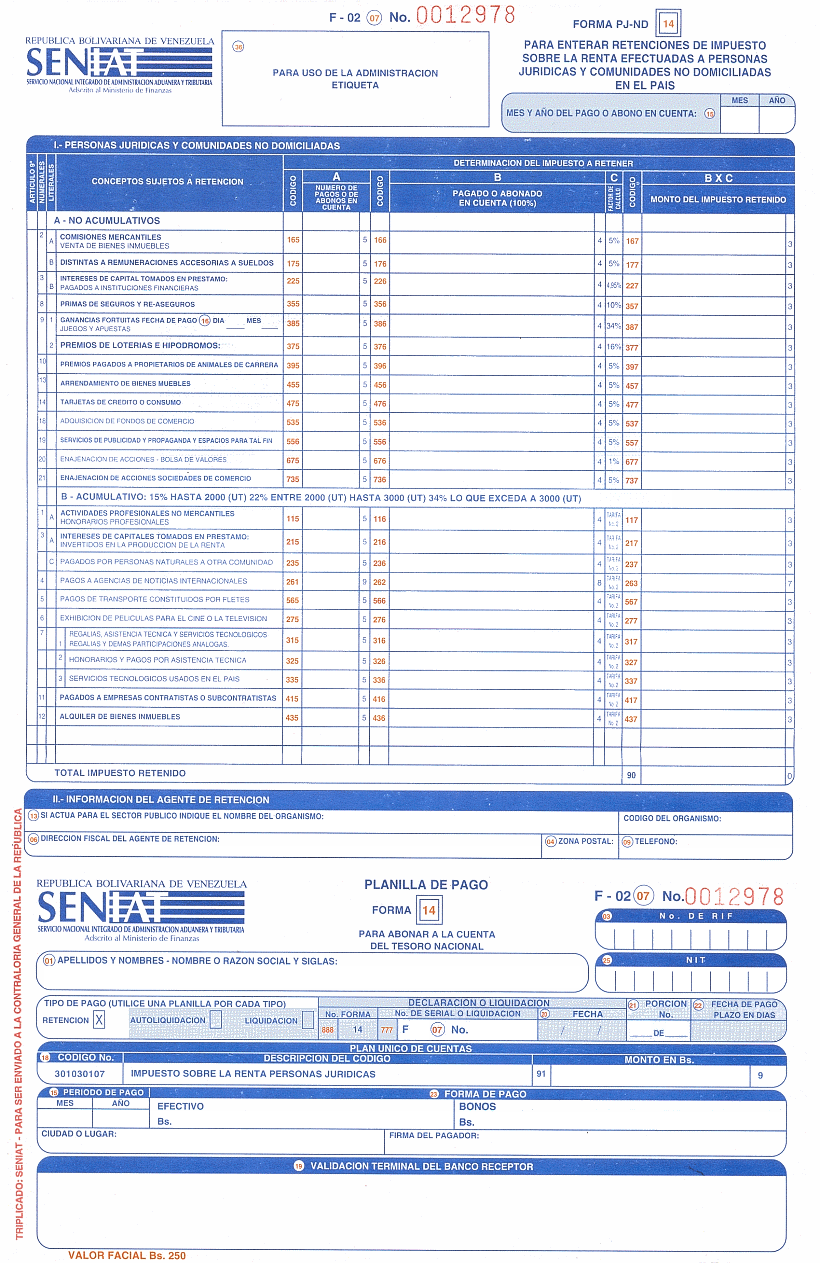 F - 02 07 No. 0012978
REPUBLICA BOLIVARIANA DE VENEZUELA
SENIAT
SERVICIO NACIONAL INTEGRADO DE ADMINISTRACION ADUANERA Y TRIBUTARIA
Adscrito al Ministerio de Finanzas
36
PARA USO DE LA ADMINISTRACION
ETIQUETA
FORMA PJ-ND 14
PARA ENTERAR RETENCIONES DE IMPUESTO
SOBRE LA RENTA EFECTUADAS A PERSONAS
JURIDICAS Y COMUNIDADES NO DOMICILIADAS
EN EL PAIS
MES AÑO
MES Y AÑO DEL PAGO O ABONO EN CUENTA: 15
I.- PERSONAS JURIDICAS Y COMUNIDADES NO DOMICILIADAS
ARTICULO 9º NUMERALES LITERALES
CONCEPTOS SUJETOS A RETENCION
DETERMINACION DEL IMPUESTO A RETENER
CODIGO A NUMERO DE PAGOS O DE ABONOS EN CUENTA
CODIGO B PAGADO O ABONADO EN CUENTA (100%)
C FACTOR DE CALCULO CODIGO B X C MONTO DEL IMPUESTO RETENIDO
A - NO ACUMULATIVOS
2 A COMISIONES MERCANTILES 165 5 166 4 5% 167 3
VENTA DE BIENES INMUEBLES
B DISTINTAS A REMUNERACIONES ACCESORIAS A SUELDOS 175 5 176 4 5% 177 3
3 B INTERESES DE CAPITAL TOMADOS EN PRESTAMO: 225 5 226 4 4,95% 227 3
PAGADOS A INSTITUCIONES FINANCIERAS
8 PRIMAS DE SEGUROS Y RE-ASEGUROS 355 5 356 4 10% 357 3
9 1 GANANCIAS FORTUITAS FECHA DE PAGO 16 DIA ___ MES ___ 385 5 386 4 34% 387 3
JUEGOS Y APUESTAS
2 PREMIOS DE LOTERIAS E HIPODROMOS: 375 5 376 4 16% 377 3
10 PREMIOS PAGADOS A PROPIETARIOS DE ANIMALES DE CARRERA 395 5 396 4 5% 397 3
13 ARRENDAMIENTO DE BIENES MUEBLES 455 5 456 4 5% 457 3
14 TARJETAS DE CREDITO O CONSUMO 475 5 476 4 5% 477 3
18 ADQUISICION DE FONDOS DE COMERCIO 535 5 536 4 5% 537 3
19 SERVICIOS DE PUBLICIDAD Y PROPAGANDA Y ESPACIOS PARA TAL FIN 556 5 556 4 5% 557 3
20 ENAJENACION DE ACCIONES - BOLSA DE VALORES 675 5 676 4 1% 677 3
21 ENAJENACION DE ACCIONES SOCIEDADES DE COMERCIO 735 5 736 4 5% 737 3
B - ACUMULATIVO: 15% HASTA 2000 (UT) 22% ENTRE 2000 (UT) HASTA 3000 (UT) 34% LO QUE EXCEDA A 3000 (UT)
1 A ACTIVIDADES PROFESIONALES NO MERCANTILES 115 5 116 4 TARIFA No. 2 117 3
HONORARIOS PROFESIONALES
3 A INTERESES DE CAPITALES TOMADOS EN PRESTAMO: 215 5 216 4 TARIFA No. 2 217 3
INVERTIDOS EN LA PRODUCCION DE LA RENTA
C PAGADOS POR PERSONAS NATURALES A OTRA COMUNIDAD 235 5 236 4 TARIFA No. 2 237 3
4 PAGOS A AGENCIAS DE NOTICIAS INTERNACIONALES 261 9 262 8 TARIFA No. 2 263 7
5 PAGOS DE TRANSPORTE CONSTITUIDOS POR FLETES 565 5 566 4 TARIFA No. 2 567 3
6 EXHIBICION DE PELICULAS PARA EL CINE O LA TELEVISION 275 5 276 4 TARIFA No. 2 277 3
7 1 REGALIAS, ASISTENCIA TECNICA Y SERVICIOS TECNOLOGICOS 315 5 316 4 TARIFA No. 2 317 3
REGALIAS Y DEMAS PARTICIPACIONES ANALOGAS.
2 HONORARIOS Y PAGOS POR ASISTENCIA TECNICA 325 5 326 4 TARIFA No. 2 327 3
3 SERVICIOS TECNOLOGICOS USADOS EN EL PAIS 335 5 336 4 TARIFA No. 2 337 3
11 PAGADOS A EMPRESAS CONTRATISTAS O SUBCONTRATISTAS 415 5 416 4 TARIFA No. 2 417 3
12 ALQUILER DE BIENES INMUEBLES 435 5 436 4 TARIFA No. 2 437 3
TOTAL IMPUESTO RETENIDO 90 0
II.- INFORMACION DEL AGENTE DE RETENCION
13 SI ACTUA PARA EL SECTOR PUBLICO INDIQUE EL NOMBRE DEL ORGANISMO: CODIGO DEL ORGANISMO:
06 DIRECCION FISCAL DEL AGENTE DE RETENCION: 04 ZONA POSTAL: 09 TELEFONO:
REPUBLICA BOLIVARIANA DE VENEZUELA
SENIAT
SERVICIO NACIONAL INTEGRADO DE ADMINISTRACION ADUANERA Y TRIBUTARIA
Adscrito al Ministerio de Finanzas
PLANILLA DE PAGO
FORMA 14
PARA ABONAR A LA CUENTA
DEL TESORO NACIONAL
F - 02 07 No. 0012978
03 No. DE RIF
01 APELLIDOS Y NOMBRES - NOMBRE O RAZON SOCIAL Y SIGLAS:
25 NIT
TIPO DE PAGO (UTILICE UNA PLANILLA POR CADA TIPO)
RETENCION X AUTOLIQUIDACION LIQUIDACION
DECLARACION O LIQUIDACION
No. FORMA No. DE SERIAL O LIQUIDACION 20 FECHA
888 14 777 F 07 No. / /
21 PORCION No.
___DE___
22 FECHA DE PAGO
PLAZO EN DIAS
PLAN UNICO DE CUENTAS
18 CODIGO No. DESCRIPCION DEL CODIGO MONTO EN Bs.
301030107 IMPUESTO SOBRE LA RENTA PERSONAS JURIDICAS 91 9
15 PERIODO DE PAGO 23 FORMA DE PAGO
MES AÑO EFECTIVO BONOS
Bs. Bs.
CIUDAD O LUGAR: FIRMA DEL PAGADOR:
19 VALIDACION TERMINAL DEL BANCO RECEPTOR
VALOR FACIAL Bs. 250
TRIPLICADO: SENIAT - PARA SER ENVIADO A LA CONTRALORIA GENERAL DE LA REPUBLICA